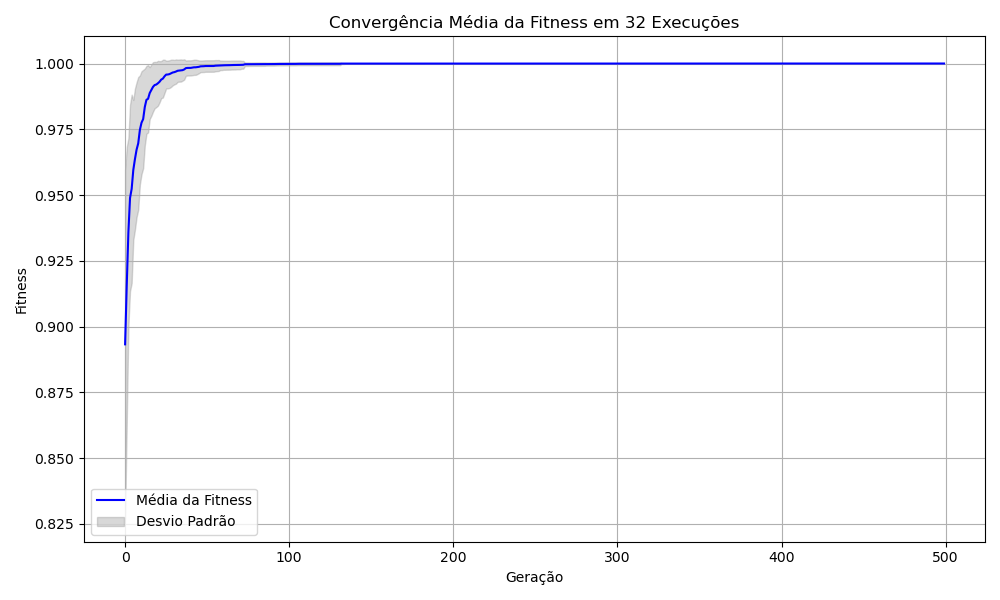 Convergência Média da Fitness em 32 Execuções
1.000
0.975
0.950
0.925
0.900
0.875
0.850
0.825
Fitness
Média da Fitness
Desvio Padrão
0 100 200 300 400 500
Geração